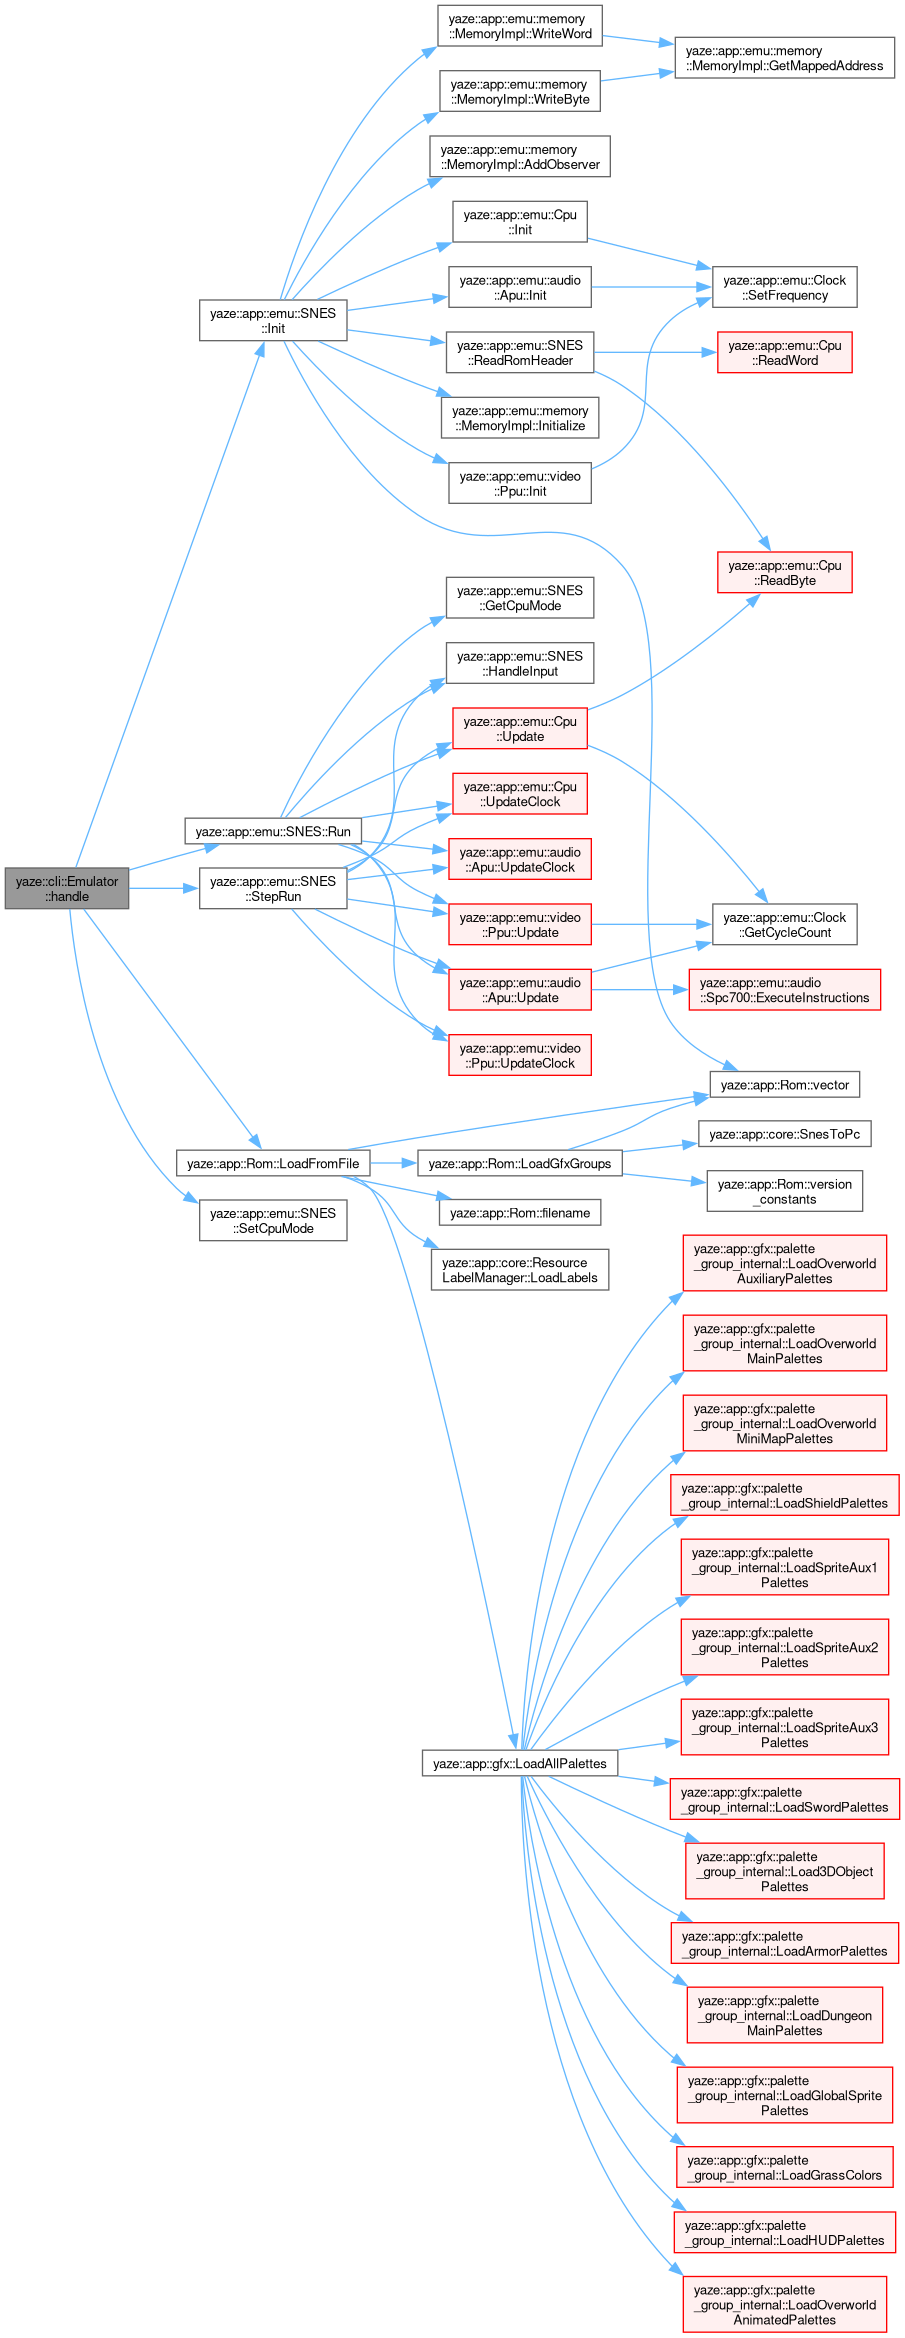 yaze::app::emu::memory
::MemoryImpl::WriteWord
yaze::app::emu::memory
::MemoryImpl::GetMappedAddress
yaze::app::emu::memory
::MemoryImpl::WriteByte
yaze::app::emu::memory
::MemoryImpl::AddObserver
yaze::app::emu::Cpu
::Init
yaze::app::emu::audio
::Apu::Init
yaze::app::emu::Clock
::SetFrequency
yaze::app::emu::SNES
::Init
yaze::app::emu::SNES
::ReadRomHeader
yaze::app::emu::Cpu
::ReadWord
yaze::app::emu::memory
::MemoryImpl::Initialize
yaze::app::emu::video
::Ppu::Init
yaze::app::emu::Cpu
::ReadByte
yaze::app::emu::SNES
::GetCpuMode
yaze::app::emu::SNES
::HandleInput
yaze::app::emu::Cpu
::Update
yaze::app::emu::Cpu
::UpdateClock
yaze::app::emu::SNES::Run
yaze::app::emu::audio
::Apu::UpdateClock
yaze::cli::Emulator
::handle
yaze::app::emu::SNES
::StepRun
yaze::app::emu::video
::Ppu::Update
yaze::app::emu::Clock
::GetCycleCount
yaze::app::emu::audio
::Apu::Update
yaze::app::emu::audio
::Spc700::ExecuteInstructions
yaze::app::emu::video
::Ppu::UpdateClock
yaze::app::Rom::vector
yaze::app::core::SnesToPc
yaze::app::Rom::LoadFromFile
yaze::app::Rom::LoadGfxGroups
yaze::app::Rom::version
_constants
yaze::app::emu::SNES
::SetCpuMode
yaze::app::Rom::filename
yaze::app::core::Resource
LabelManager::LoadLabels
yaze::app::gfx::palette
_group_internal::LoadOverworld
AuxiliaryPalettes
yaze::app::gfx::palette
_group_internal::LoadOverworld
MainPalettes
yaze::app::gfx::palette
_group_internal::LoadOverworld
MiniMapPalettes
yaze::app::gfx::palette
_group_internal::LoadShieldPalettes
yaze::app::gfx::palette
_group_internal::LoadSpriteAux1
Palettes
yaze::app::gfx::palette
_group_internal::LoadSpriteAux2
Palettes
yaze::app::gfx::palette
_group_internal::LoadSpriteAux3
Palettes
yaze::app::gfx::LoadAllPalettes
yaze::app::gfx::palette
_group_internal::LoadSwordPalettes
yaze::app::gfx::palette
_group_internal::Load3DObject
Palettes
yaze::app::gfx::palette
_group_internal::LoadArmorPalettes
yaze::app::gfx::palette
_group_internal::LoadDungeon
MainPalettes
yaze::app::gfx::palette
_group_internal::LoadGlobalSprite
Palettes
yaze::app::gfx::palette
_group_internal::LoadGrassColors
yaze::app::gfx::palette
_group_internal::LoadHUDPalettes
yaze::app::gfx::palette
_group_internal::LoadOverworld
AnimatedPalettes